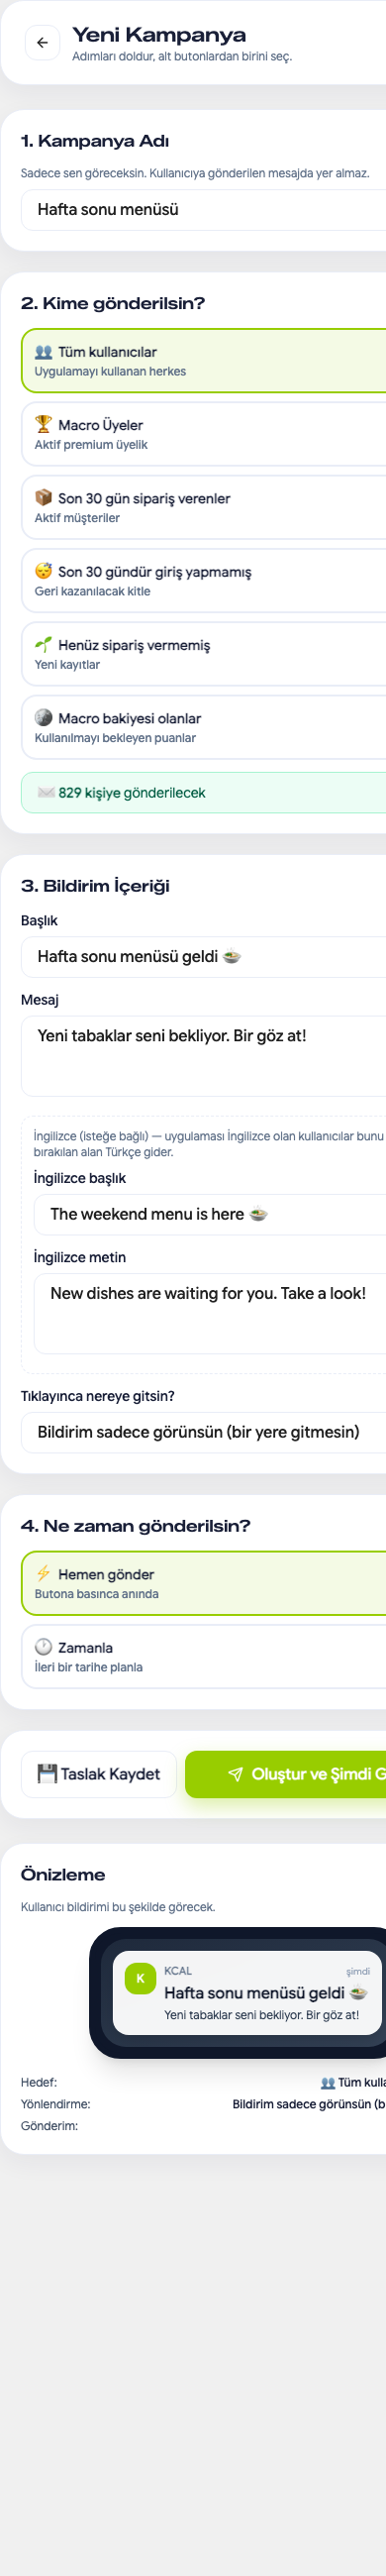 Yeni Kampanya
Adımları doldur, alt butonlardan birini seç.
1. Kampanya Adı
Sadece sen göreceksin. Kullanıcıya gönderilen mesajda yer almaz.
Hafta sonu menüsü
2. Kime gönderilsin?
👥 Tüm kullanıcılar
Uygulamayı kullanan herkes
🏆 Macro Üyeler
Aktif premium üyelik
📦 Son 30 gün sipariş verenler
Aktif müşteriler
😴 Son 30 gündür giriş yapmamış
Geri kazanılacak kitle
🌱 Henüz sipariş vermemiş
Yeni kayıtlar
🪙 Macro bakiyesi olanlar
Kullanılmayı bekleyen puanlar
✉️ 829 kişiye gönderilecek
3. Bildirim İçeriği
Başlık
Hafta sonu menüsü geldi 🍲
Mesaj
Yeni tabaklar seni bekliyor. Bir göz at!
İngilizce (isteğe bağlı) — uygulaması İngilizce olan kullanıcılar bunu
bırakılan alan Türkçe gider.
İngilizce başlık
The weekend menu is here 🍲
İngilizce metin
New dishes are waiting for you. Take a look!
Tıklayınca nereye gitsin?
Bildirim sadece görünsün (bir yere gitmesin)
4. Ne zaman gönderilsin?
⚡ Hemen gönder
Butona basınca anında
🕐 Zamanla
İleri bir tarihe planla
💾 Taslak Kaydet
Oluştur ve Şimdi G
Önizleme
Kullanıcı bildirimi bu şekilde görecek.
K
KCAL
şimdi
Hafta sonu menüsü geldi 🍲
Yeni tabaklar seni bekliyor. Bir göz at!
Hedef:
👥 Tüm kulla
Yönlendirme:
Bildirim sadece görünsün (b
Gönderim: